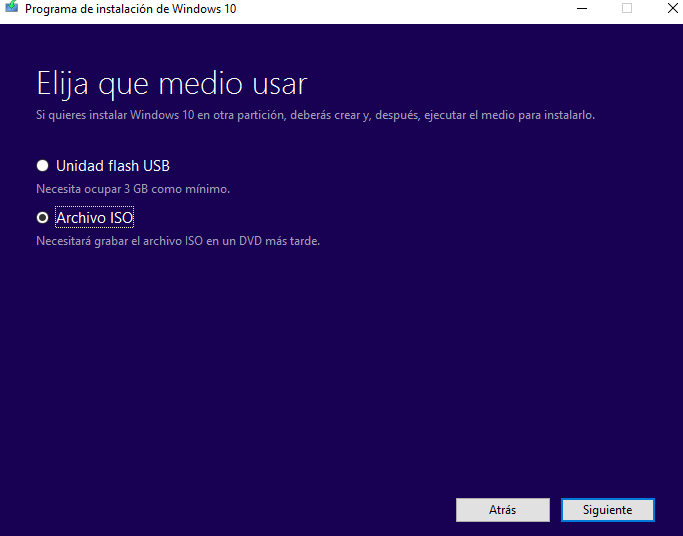 Programa de instalación de Windows 10
Elija que medio usar
Si quieres instalar Windows 10 en otra partición, deberás crear y, después, ejecutar el medio para instalarlo.
Unidad flash USB
Necesita ocupar 3 GB como mínimo.
Archivo ISO
Necesitará grabar el archivo ISO en un DVD más tarde.
Atrás
Siguiente